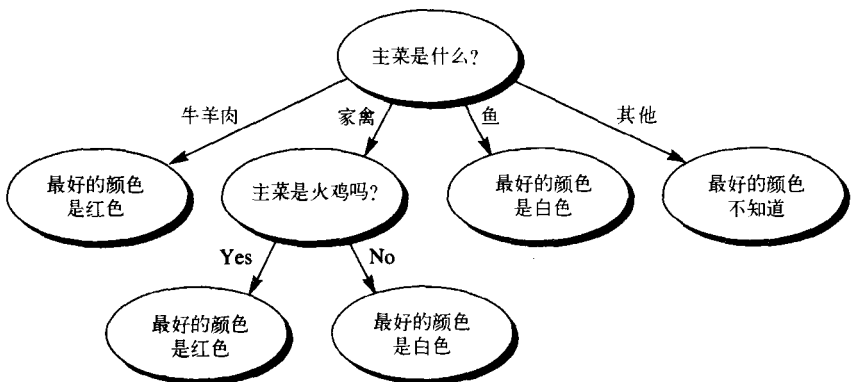 主菜是什么?
牛羊肉
家禽
鱼
其他
最好的颜色
是红色
主菜是火鸡吗?
最好的颜色
是白色
最好的颜色
不知道
Yes
No
最好的颜色
是红色
最好的颜色
是白色